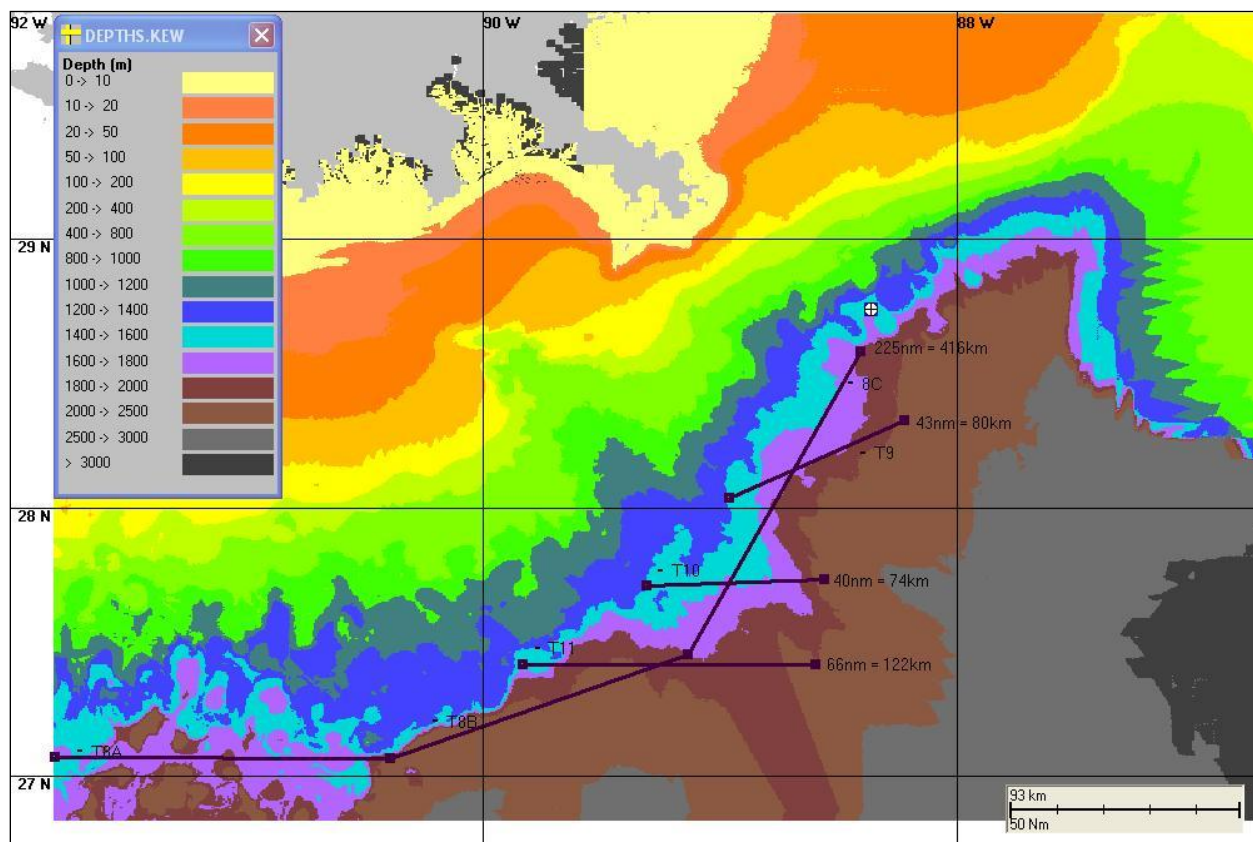 92 W
90 W
88 W
DEPTHS.KEW
Depth (m)
0 -> 10
10 -> 20
20 -> 50
50 -> 100
100 -> 200
200 -> 400
400 -> 800
800 -> 1000
1000 -> 1200
1200 -> 1400
1400 -> 1600
1600 -> 1800
1800 -> 2000
2000 -> 2500
2500 -> 3000
> 3000
29 N
225nm = 416km
- 8C
43nm = 80km
- T9
28 N
- T10
40nm = 74km
- T11
66nm = 122km
- T8B
- T8A
27 N
93 km
50 Nm